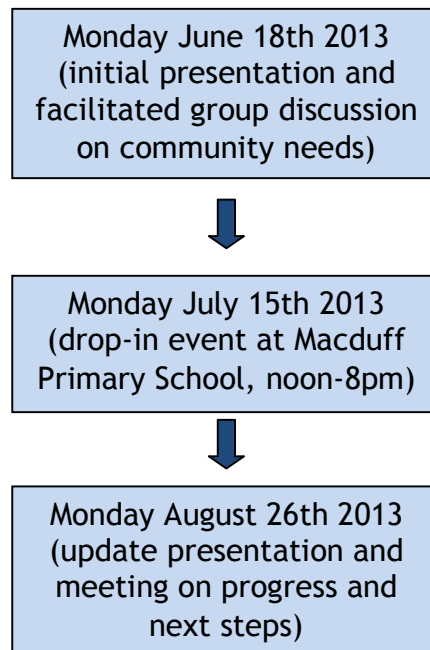 Monday June 18th 2013
(initial presentation and
facilitated group discussion
on community needs)
Monday July 15th 2013
(drop-in event at Macduff
Primary School, noon-8pm)
Monday August 26th 2013
(update presentation and
meeting on progress and
next steps)